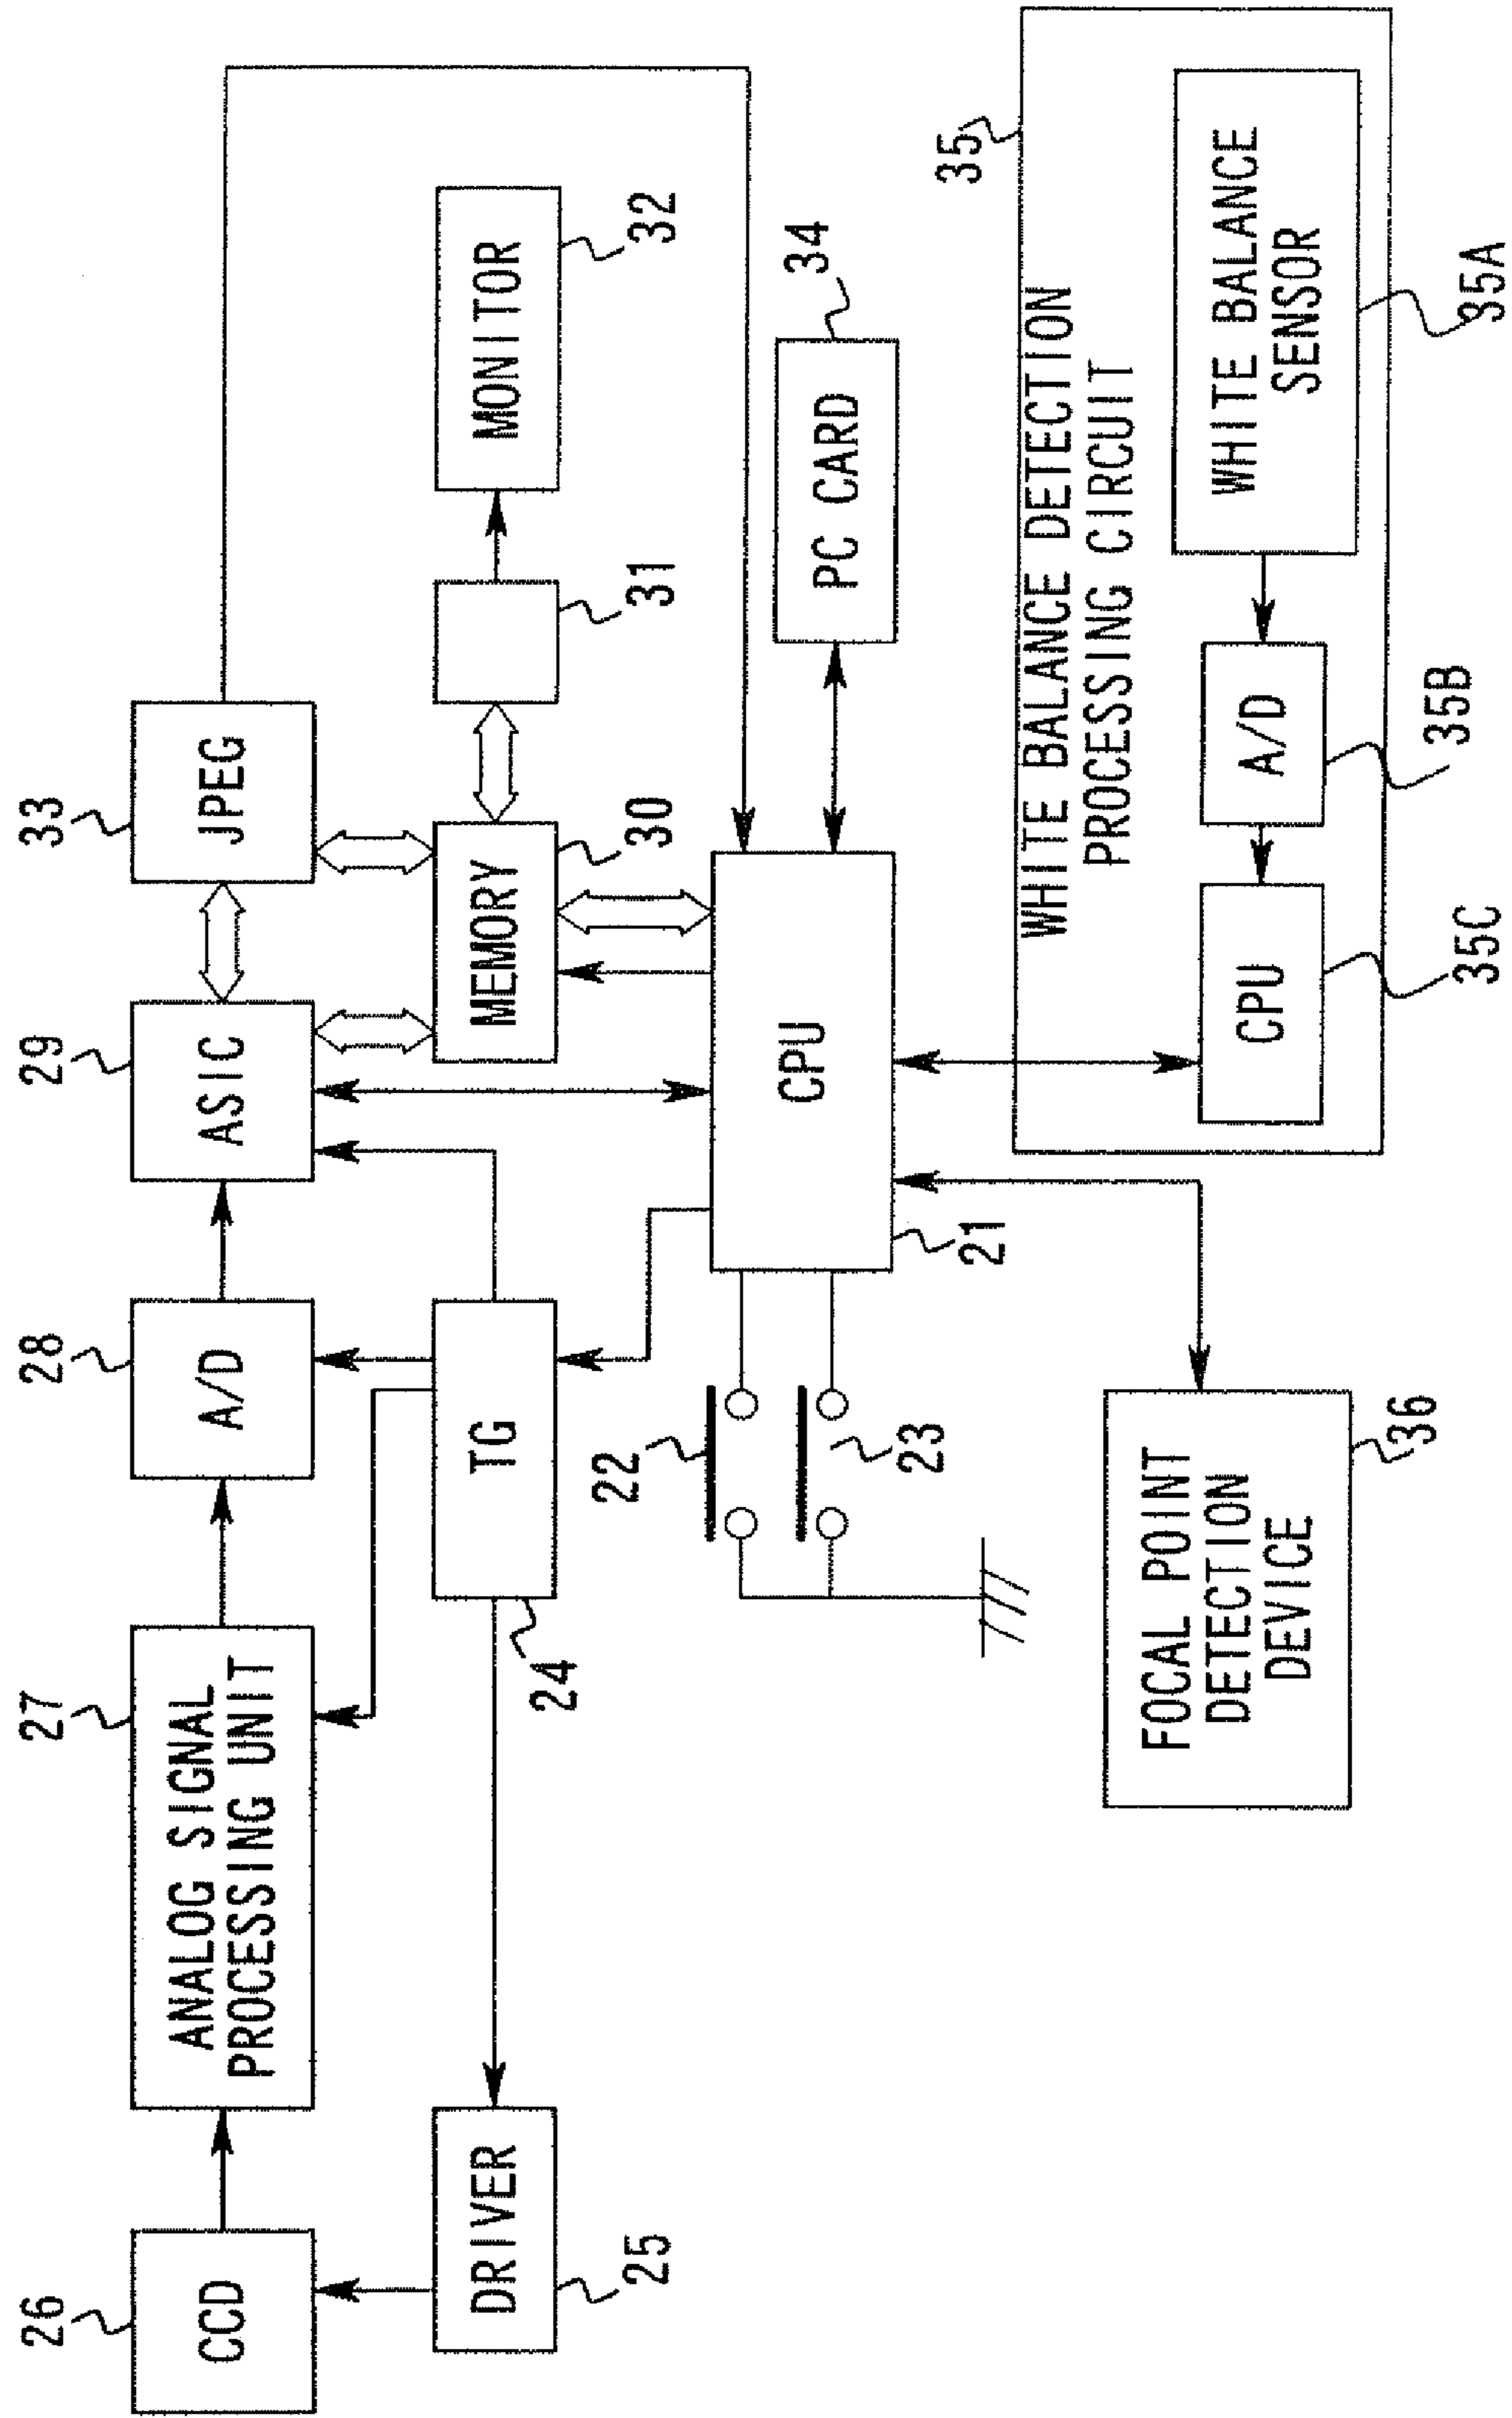 26
CCD
27
ANALOG SIGNAL
PROCESSING UNIT
28
A/D
29
ASIC
33
JPEG
DRIVER
25
TG
24
MEMORY
30
31
MONITOR
32
22
23
CPU
21
PC CARD
34
FOCAL POINT
DETECTION
DEVICE
36
35
WHITE BALANCE DETECTION
PROCESSING CIRCUIT
CPU
35C
A/D
35B
WHITE BALANCE
SENSOR
35A